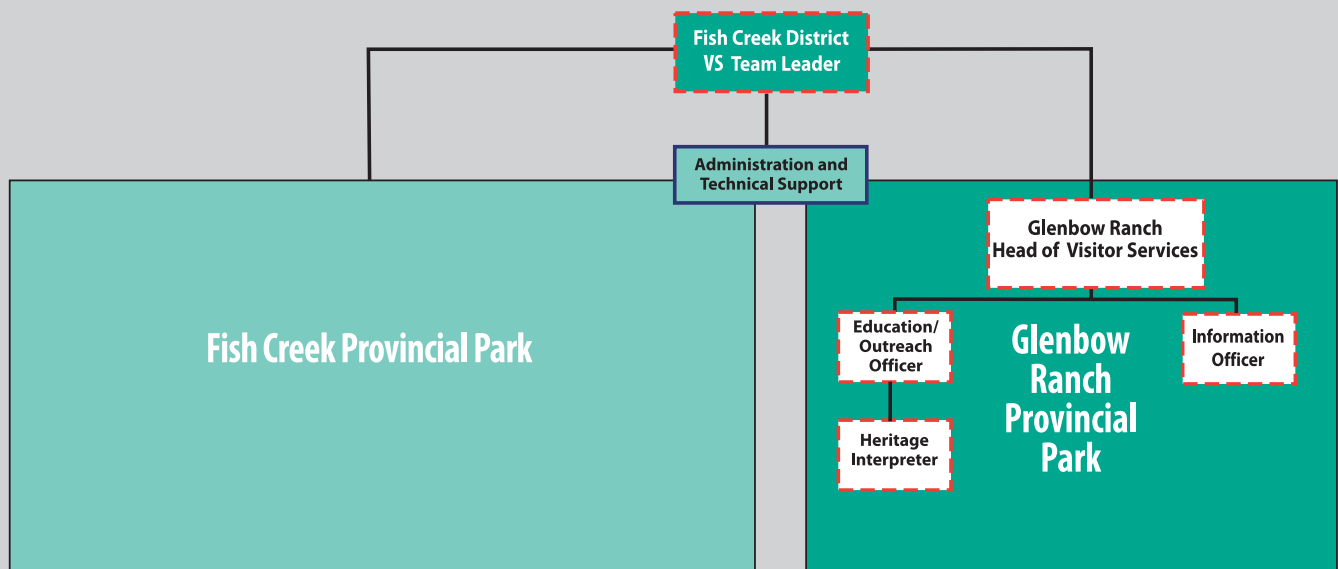 Fish Creek District
VS Team Leader
Administration and
Technical Support
Fish Creek Provincial Park
Glenbow Ranch
Head of Visitor Services
Education/
Outreach
Officer
Heritage
Interpreter
Glenbow
Ranch
Provincial
Park
Information
Officer